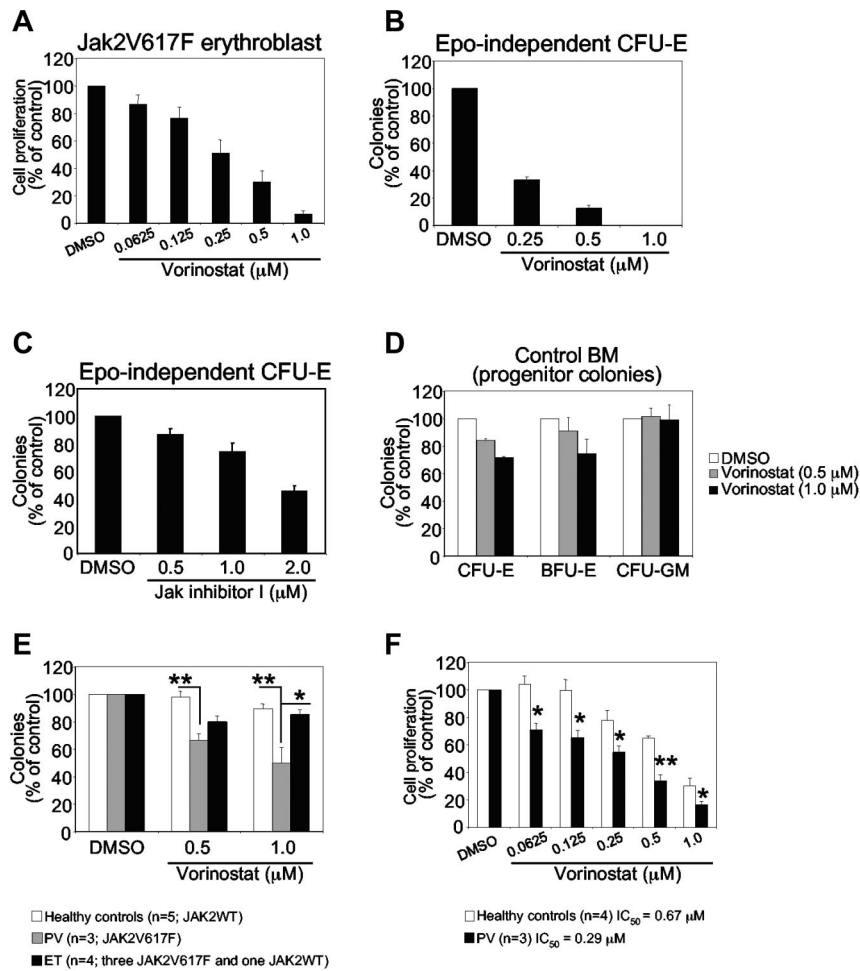 A
Jak2V617F erythroblast
Cell proliferation
(% of control)
120
100
80
60
40
20
0
DMSO
0.0625
0.125
0.25
0.5
1.0
Vorinostat (μM)
B
Epo-independent CFU-E
Colonies
(% of control)
120
100
80
60
40
20
0
DMSO
0.25
0.5
1.0
Vorinostat (μM)
C
Epo-independent CFU-E
Colonies
(% of control)
120
100
80
60
40
20
0
DMSO
0.5
1.0
2.0
Jak inhibitor I (μM)
D
Control BM
(progenitor colonies)
Colonies
(% of control)
120
100
80
60
40
20
0
CFU-E
BFU-E
CFU-GM
DMSO
Vorinostat (0.5 μM)
Vorinostat (1.0 μM)
E
Colonies
(% of control)
120
100
80
60
40
20
0
**
**
*
DMSO
0.5
1.0
Vorinostat (μM)
Healthy controls (n=5; JAK2WT)
PV (n=3; JAK2V617F)
ET (n=4; three JAK2V617F and one JAK2WT)
F
Cell proliferation
(% of control)
120
100
80
60
40
20
0
*
*
*
**
*
DMSO
0.0625
0.125
0.25
0.5
1.0
Vorinostat (μM)
Healthy controls (n=4) IC50 = 0.67 μM
PV (n=3) IC50 = 0.29 μM